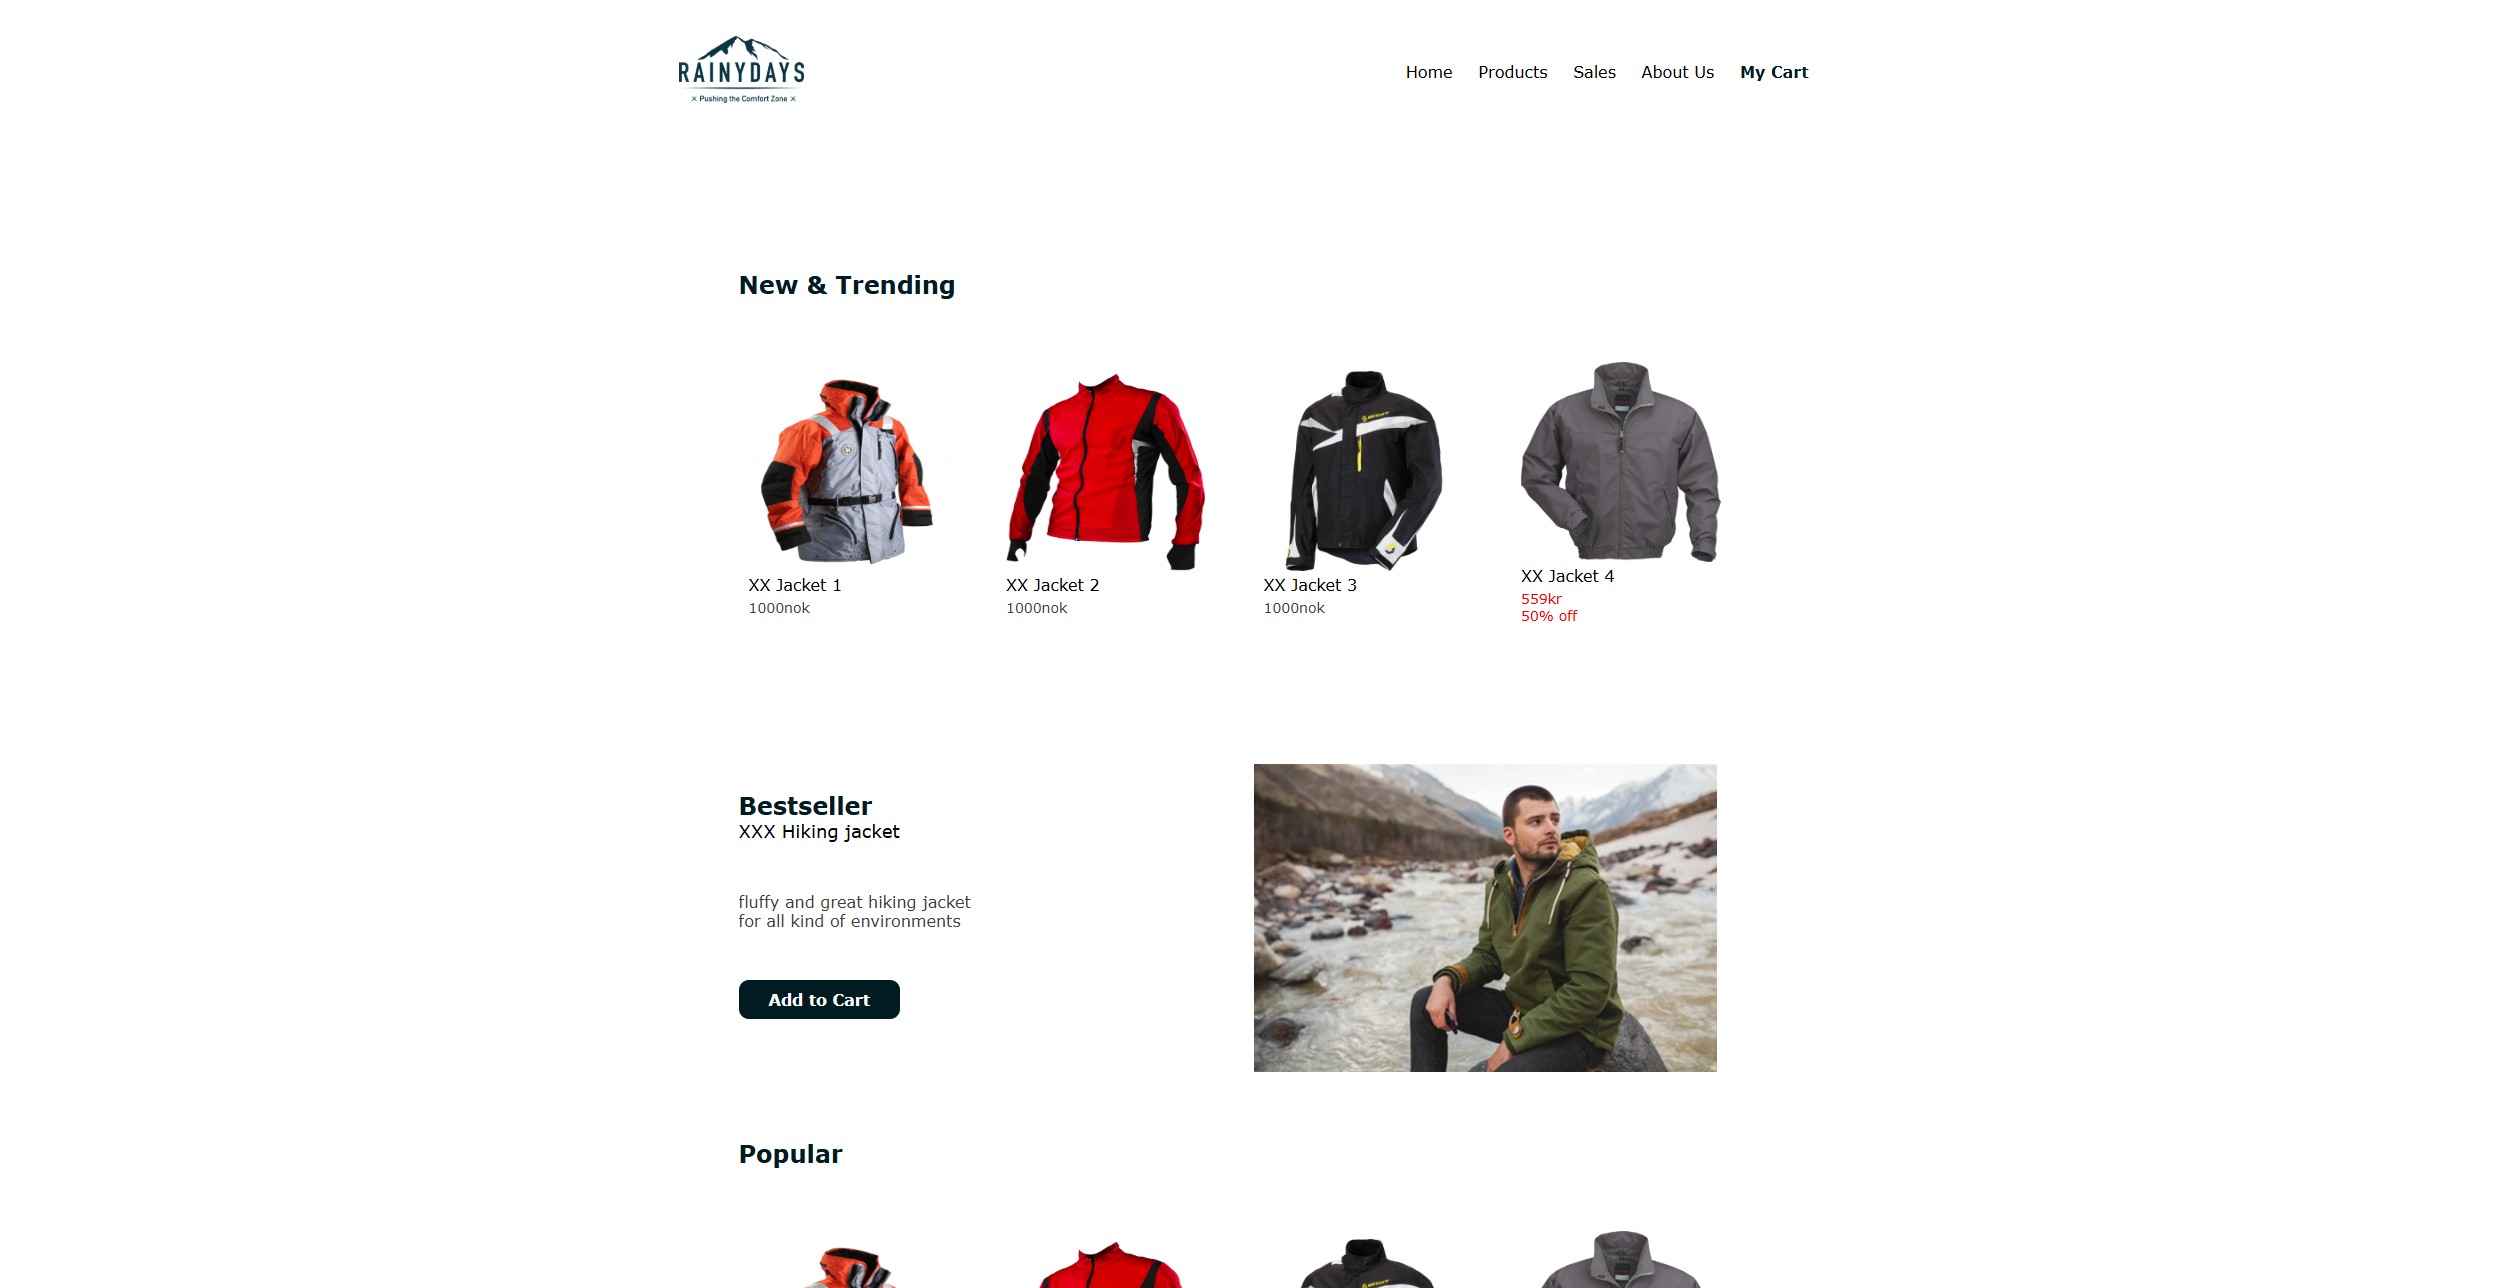 RAINYDAYS
× Pushing the Comfort Zone ×
Home Products Sales About Us My Cart
New & Trending
XX Jacket 1
1000nok
XX Jacket 2
1000nok
XX Jacket 3
1000nok
XX Jacket 4
559kr
50% off
Bestseller
XXX Hiking jacket
fluffy and great hiking jacket
for all kind of environments
Add to Cart
Popular